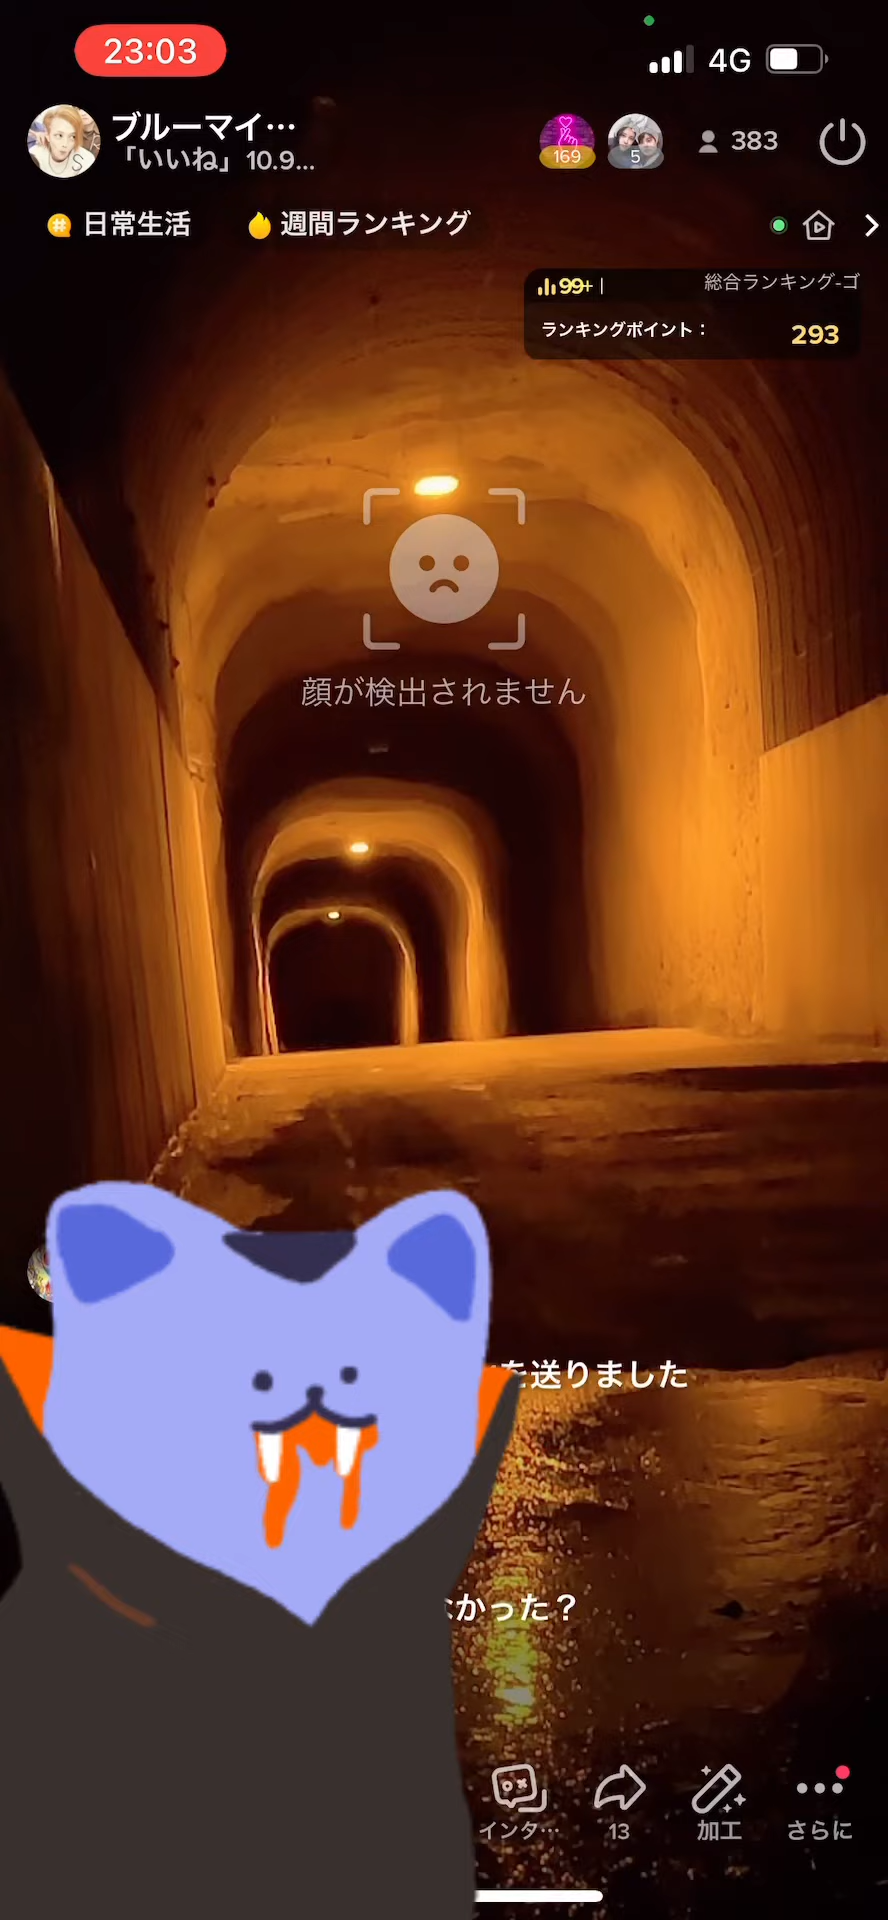 23:03
4G
ブルーマイ…
「いいね」10.9...
169
5
383
日常生活
週間ランキング
99+
総合ランキング-ゴ
ランキングポイント:
293
顔が検出されません
を送りました
かった？
インタ…
13
加工
さらに